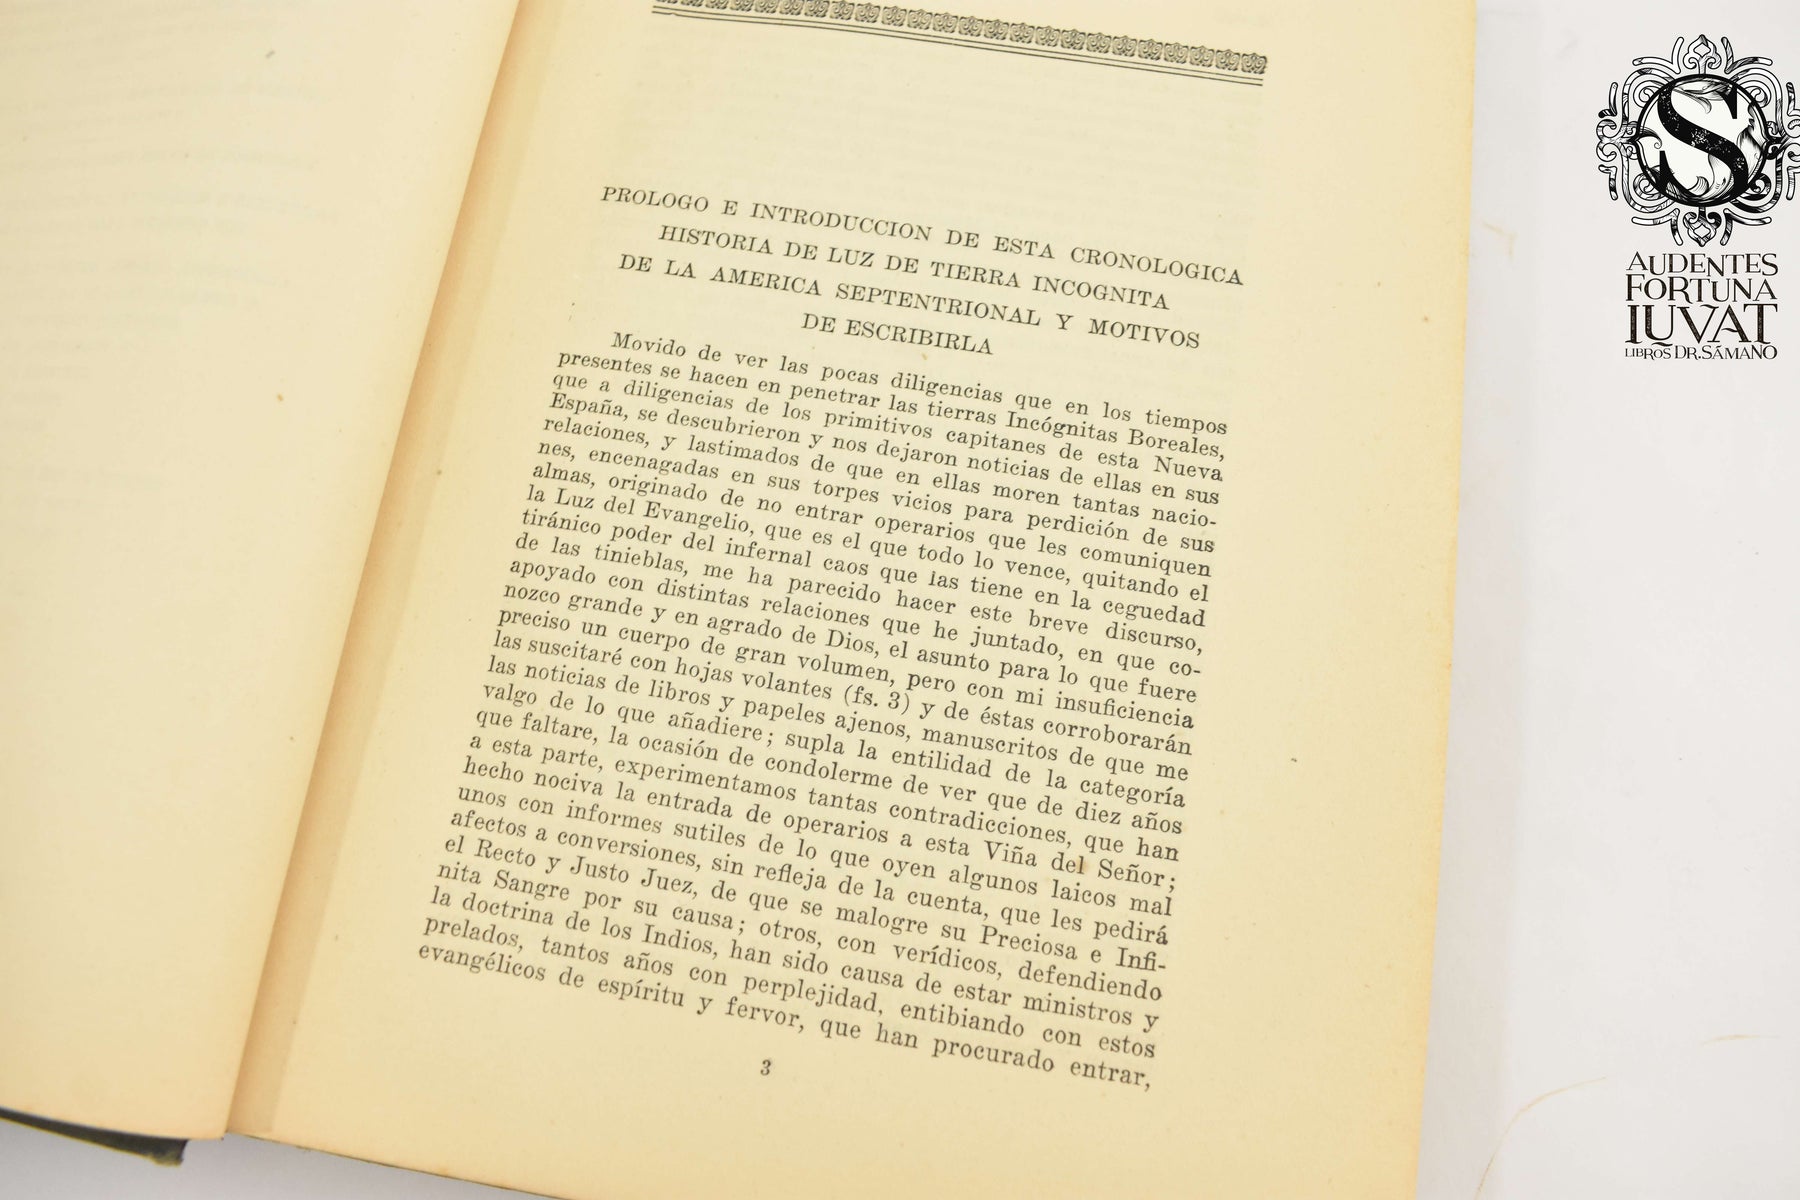 PROLOGO E INTRODUCCION DE ESTA CRONOLOGICA
HISTORIA DE LUZ DE TIERRA INCOGNITA
DE LA AMERICA SEPTENTRIONAL Y MOTIVOS
DE ESCRIBIRLA
Movido de ver las pocas diligencias que en los tiempos
presentes se hacen en penetrar las tierras Incógnitas Boreales,
que a diligencias de los primitivos capitanes de esta Nueva
España, se descubrieron y nos dejaron noticias de ellas en sus
relaciones, y lastimados de que en ellas moren tantas nacio-
nes, encenagadas en sus torpes vicios para perdición de sus
almas, originado de no entrar operarios que les comuniquen
la Luz del Evangelio, que es el que todo lo vence, quitando el
tiránico poder del infernal caos que las tiene en la ceguedad
de las tinieblas, me ha parecido hacer este breve discurso,
apoyado con distintas relaciones que he juntado, en que co-
nozco grande y en agrado de Dios, el asunto para lo que fuere
preciso un cuerpo de gran volumen, pero con mi insuficiencia
las suscitaré con hojas volantes (fs. 3) y de éstas corroborarán
las noticias de libros y papeles ajenos, manuscritos de que me
valgo de lo que añadiere; supla la entilidad de la categoría
que faltare, la ocasión de condolerme de ver que de diez años
a esta parte, experimentamos tantas contradicciones, que han
hecho nociva la entrada de operarios a esta Viña del Señor;
unos con informes sutiles de lo que oyen algunos laicos mal
afectos a conversiones, sin refleja de la cuenta, que les pedirá
el Recto y Justo Juez, de que se malogre su Preciosa e Infi-
nita Sangre por su causa; otros, con verídicos, defendiendo
la doctrina de los Indios, han sido causa de estar ministros y
prelados, tantos años con perplejidad, entibiando con estos
evangélicos de espíritu y fervor, que han procurado entrar,
3
S
AUDENTES
FORTUNA
IUVAT
LIBROS DR. SÁMANO